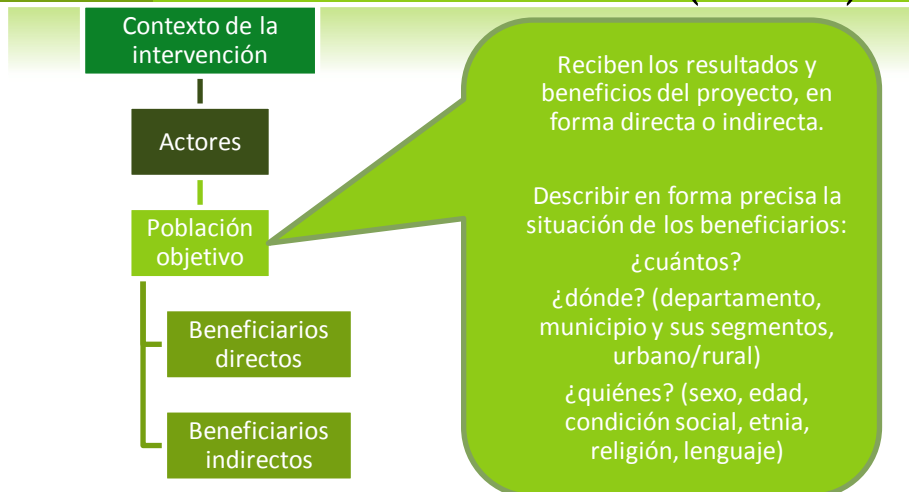 Contexto de la
intervención
Actores
Población
objetivo
Beneficiarios
directos
Beneficiarios
indirectos
Reciben los resultados y
beneficios del proyecto, en
forma directa o indirecta.
Describir en forma precisa la
situación de los beneficiarios:
¿cuántos?
¿dónde? (departamento,
municipio y sus segmentos,
urbano/rural)
¿quiénes? (sexo, edad,
condición social, etnia,
religión, lenguaje)